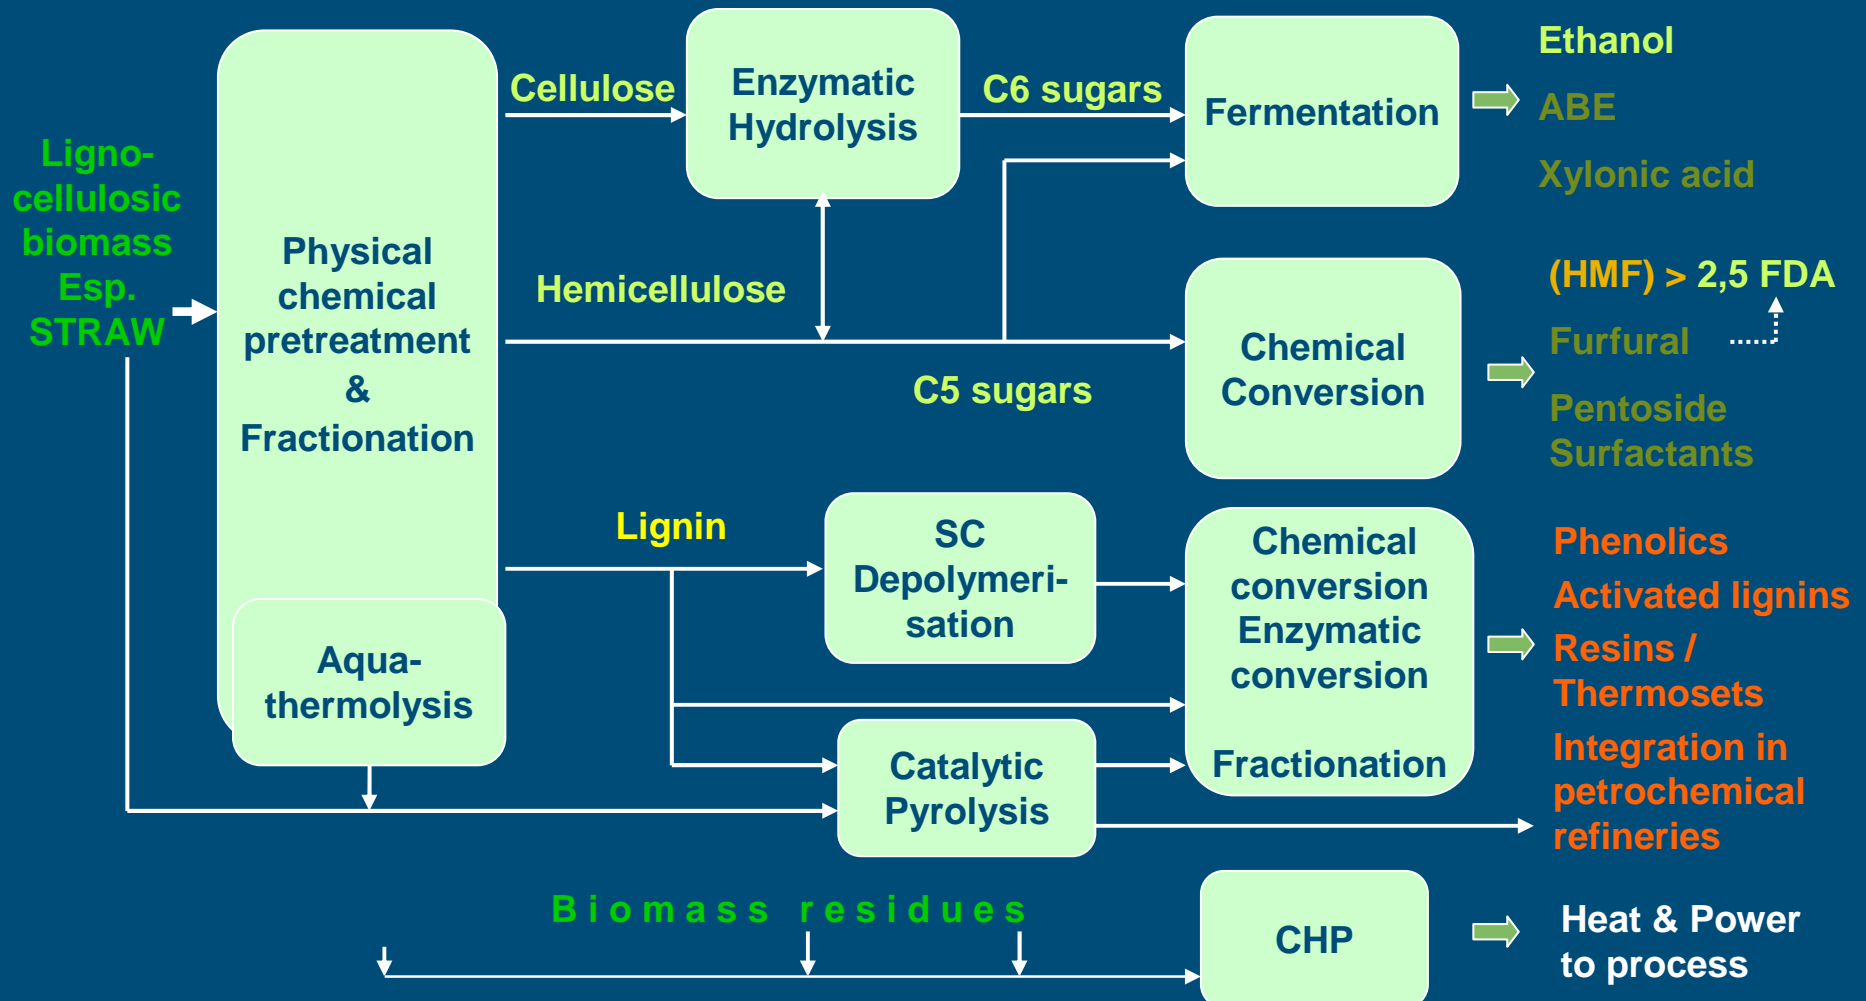 Ligno-
cellulosic
biomass
Esp.
STRAW
Physical
chemical
pretreatment
&
Fractionation
Aqua-
thermolysis
Cellulose
Enzymatic
Hydrolysis
C6 sugars
Fermentation
Ethanol
ABE
Xylonic acid
Hemicellulose
C5 sugars
Chemical
Conversion
(HMF) > 2,5 FDA
Furfural
Pentoside
Surfactants
Lignin
SC
Depolymeri-
sation
Chemical
conversion
Enzymatic
conversion
Fractionation
Catalytic
Pyrolysis
Phenolics
Activated lignins
Resins /
Thermosets
Integration in
petrochemical
refineries
Biomass residues
CHP
Heat & Power
to process